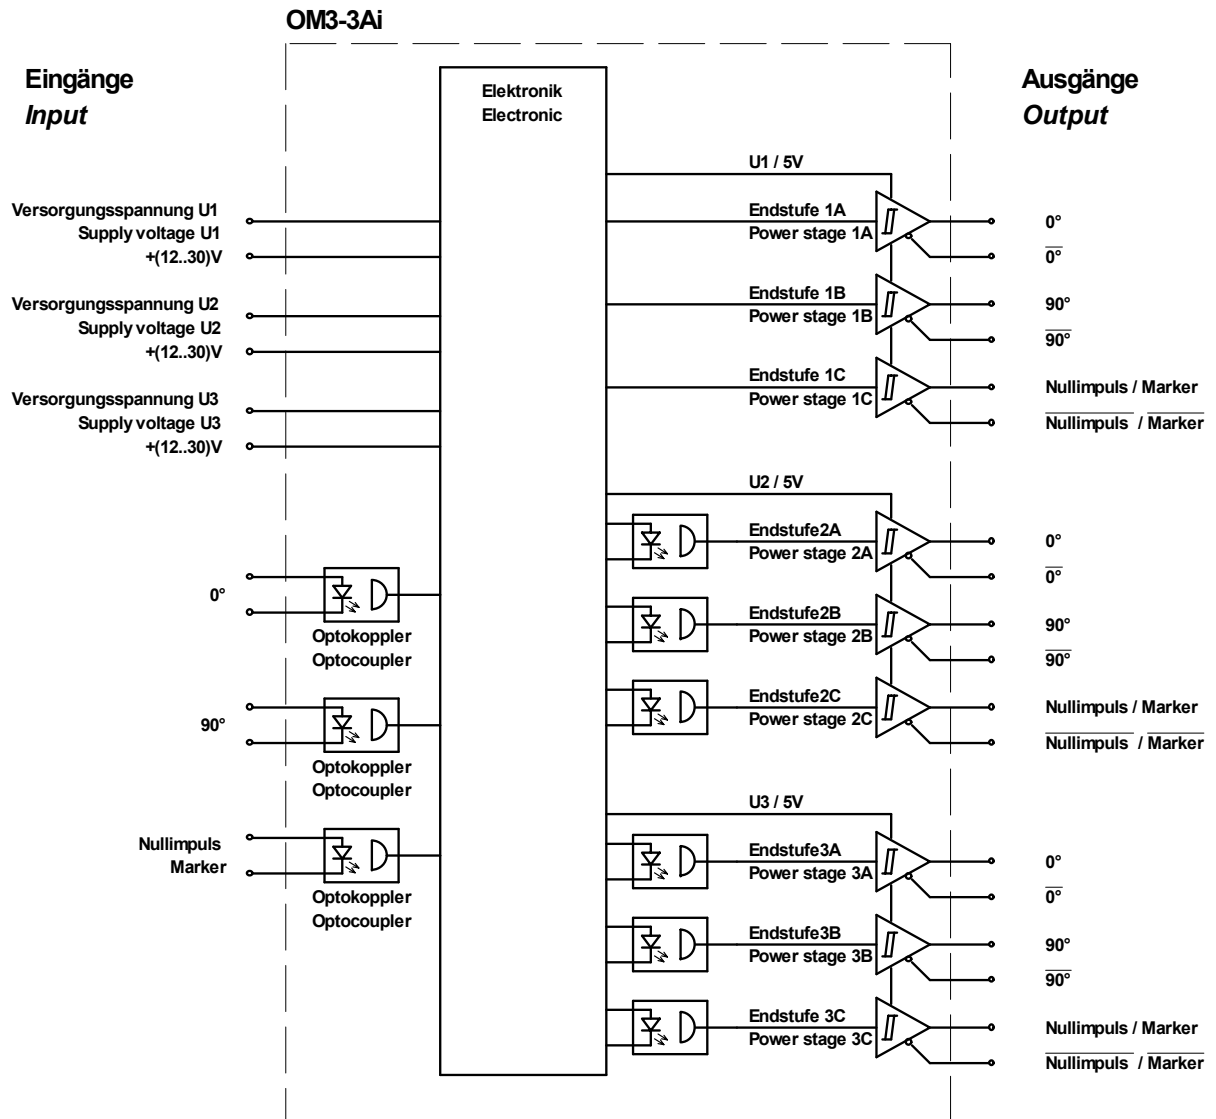 OM3-3Ai
Eingänge
Input
Elektronik
Electronic
Ausgänge
Output
Versorgungsspannung U1
Supply voltage U1
+(12..30)V
Versorgungsspannung U2
Supply voltage U2
+(12..30)V
Versorgungsspannung U3
Supply voltage U3
+(12..30)V
0°
Optokoppler
Optocoupler
90°
Optokoppler
Optocoupler
Nullimpuls
Marker
Optokoppler
Optocoupler
U1 / 5V
Endstufe 1A
Power stage 1A
0°
0°
Endstufe 1B
Power stage 1B
90°
90°
Endstufe 1C
Power stage 1C
Nullimpuls / Marker
Nullimpuls / Marker
U2 / 5V
Endstufe2A
Power stage 2A
0°
0°
Endstufe2B
Power stage 2B
90°
90°
Endstufe2C
Power stage 2C
Nullimpuls / Marker
Nullimpuls / Marker
U3 / 5V
Endstufe3A
Power stage 3A
0°
0°
Endstufe3B
Power stage 3B
90°
90°
Endstufe 3C
Power stage 3C
Nullimpuls / Marker
Nullimpuls / Marker